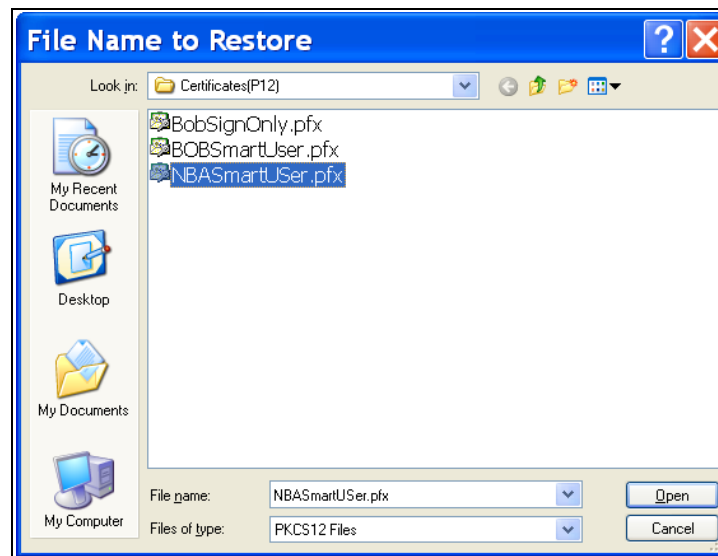 File Name to Restore
Look in: Certificates(P12)
BobSignOnly.pfx
BOBSmartUser.pfx
NBASmartUSer.pfx
My Recent
Documents
Desktop
My Documents
My Computer
File name: NBASmartUSer.pfx Open
Files of type: PKCS12 Files Cancel